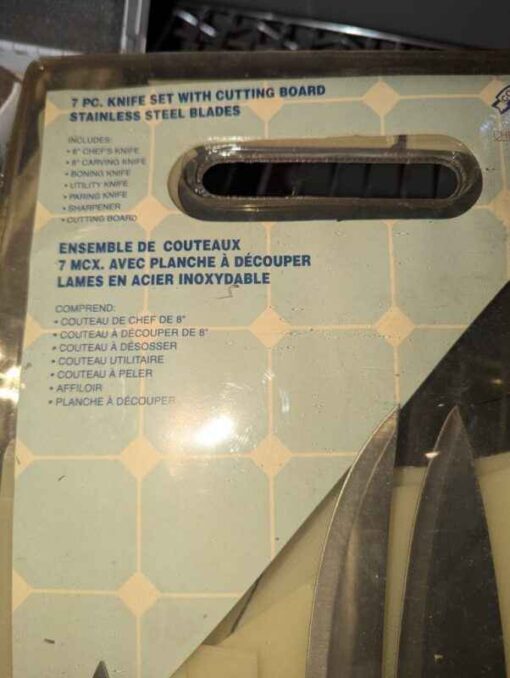 7 PC. KNIFE SET WITH CUTTING BOARD
STAINLESS STEEL BLADES
INCLUDES:
• 8" CHEF'S KNIFE
• 8" CARVING KNIFE
• BONING KNIFE
• UTILITY KNIFE
• PARING KNIFE
• SHARPENER
• CUTTING BOARD
ENSEMBLE DE COUTEAUX
7 MCX. AVEC PLANCHE À DÉCOUPER
LAMES EN ACIER INOXYDABLE
COMPREND:
• COUTEAU DE CHEF DE 8"
• COUTEAU À DÉCOUPER DE 8"
• COUTEAU À DÉSOSSER
• COUTEAU UTILITAIRE
• COUTEAU À PELER
• AFFILOIR
• PLANCHE À DÉCOUPER